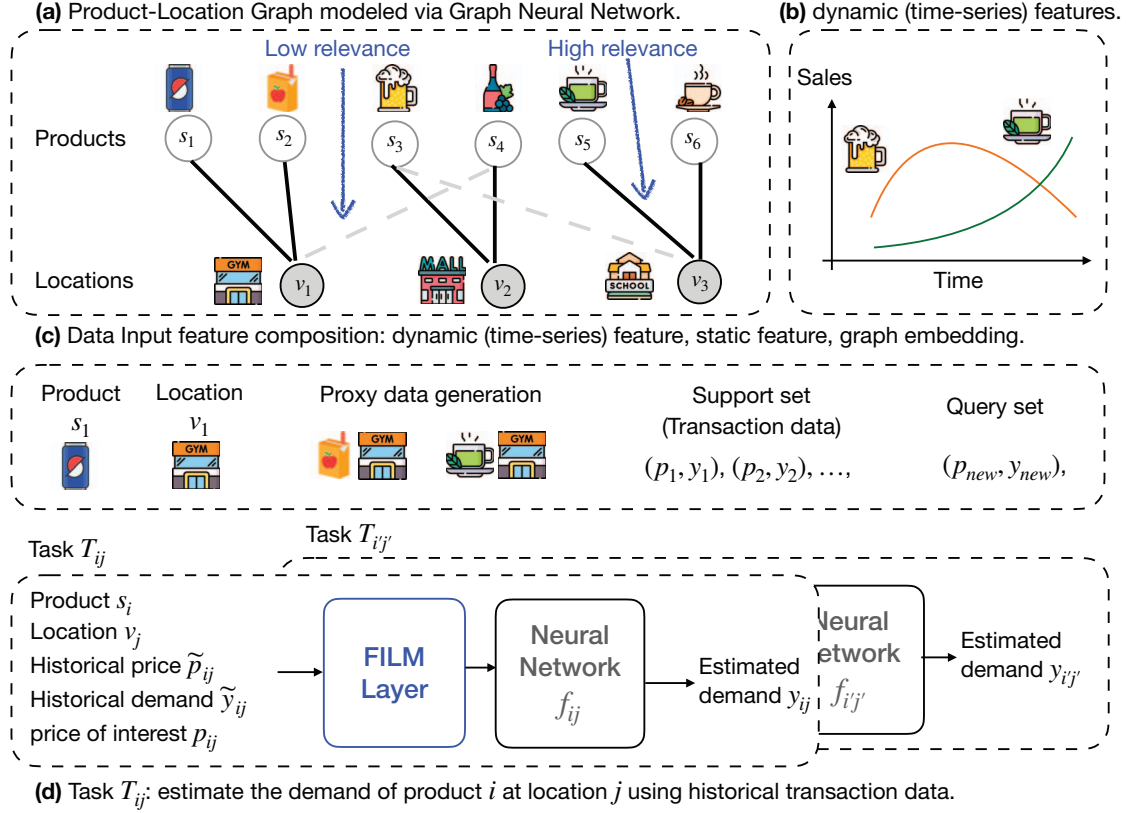 (a) Product-Location Graph modeled via Graph Neural Network.
(b) dynamic (time-series) features.
Low relevance
High relevance
Products
s1
s2
s3
s4
s5
s6
Locations
GYM
v1
MALL
v2
SCHOOL
v3
Sales
Time
(c) Data Input feature composition: dynamic (time-series) feature, static feature, graph embedding.
Product
s1
Location
v1
GYM
Proxy data generation
GYM
GYM
Support set
(Transaction data)
(p1, y1), (p2, y2), …,
Query set
(pnew, ynew),
Task Tij
Task Ti′j′
Product si
Location vj
Historical price p̃ij
Historical demand ỹij
price of interest pij
FILM
Layer
Neural
Network
fij
Estimated
demand yij
Neural
etwork
fi′j′
Estimated
demand yi′j′
(d) Task Tij: estimate the demand of product i at location j using historical transaction data.